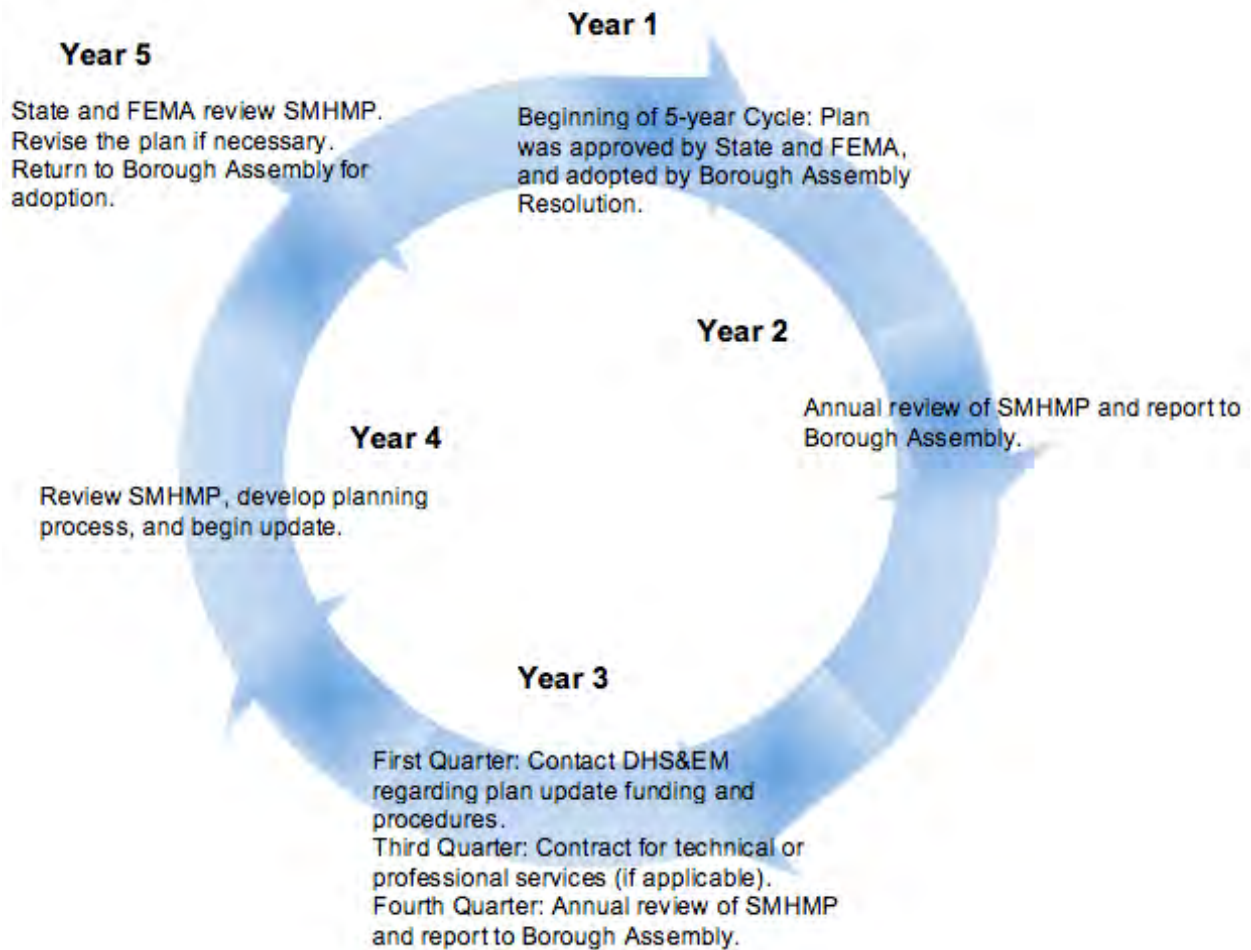 Year 1
Beginning of 5-year Cycle: Plan
was approved by State and FEMA,
and adopted by Borough Assembly
Resolution.
Year 2
Annual review of SMHMP and report to
Borough Assembly.
Year 3
First Quarter: Contact DHS&EM
regarding plan update funding and
procedures.
Third Quarter: Contract for technical or
professional services (if applicable).
Fourth Quarter: Annual review of SMHMP
and report to Borough Assembly.
Year 4
Review SMHMP, develop planning
process, and begin update.
Year 5
State and FEMA review SMHMP.
Revise the plan if necessary.
Return to Borough Assembly for
adoption.